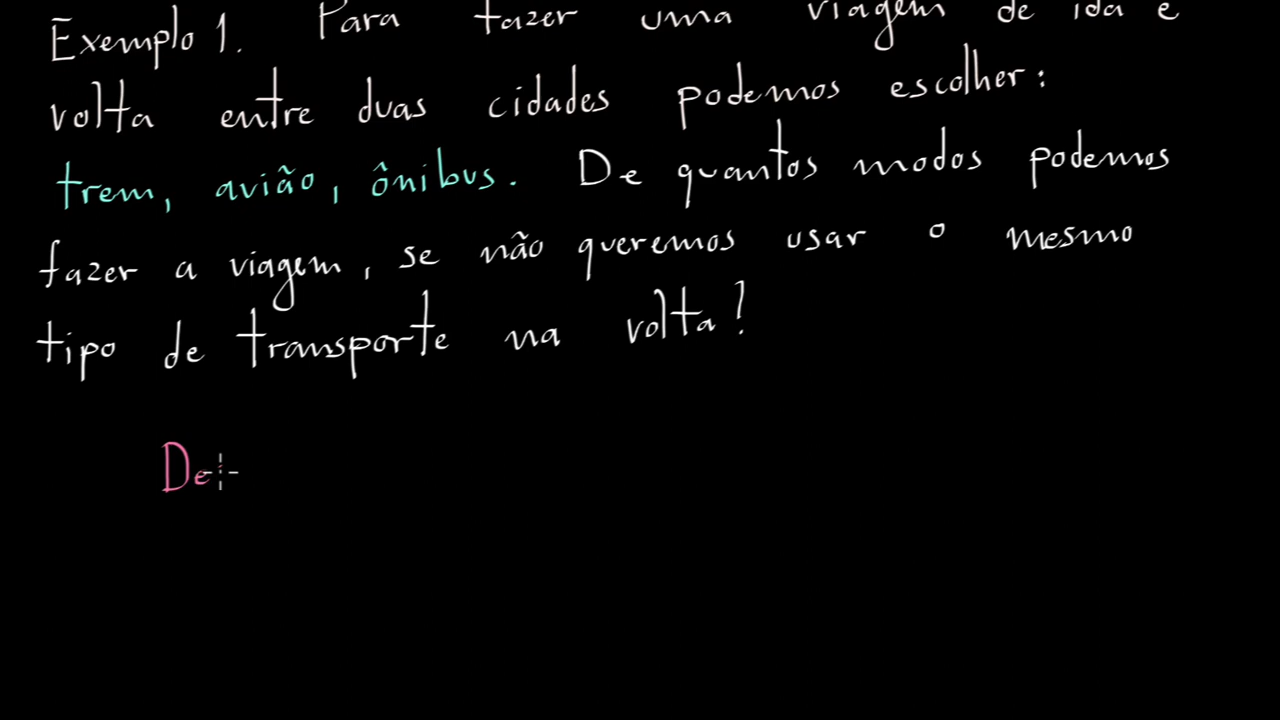 Exemplo 1. Para fazer uma viagem de ida e
volta entre duas cidades podemos escolher:
trem, avião, ônibus. De quantos modos podemos
fazer a viagem, se não queremos usar o mesmo
tipo de transporte na volta?
De